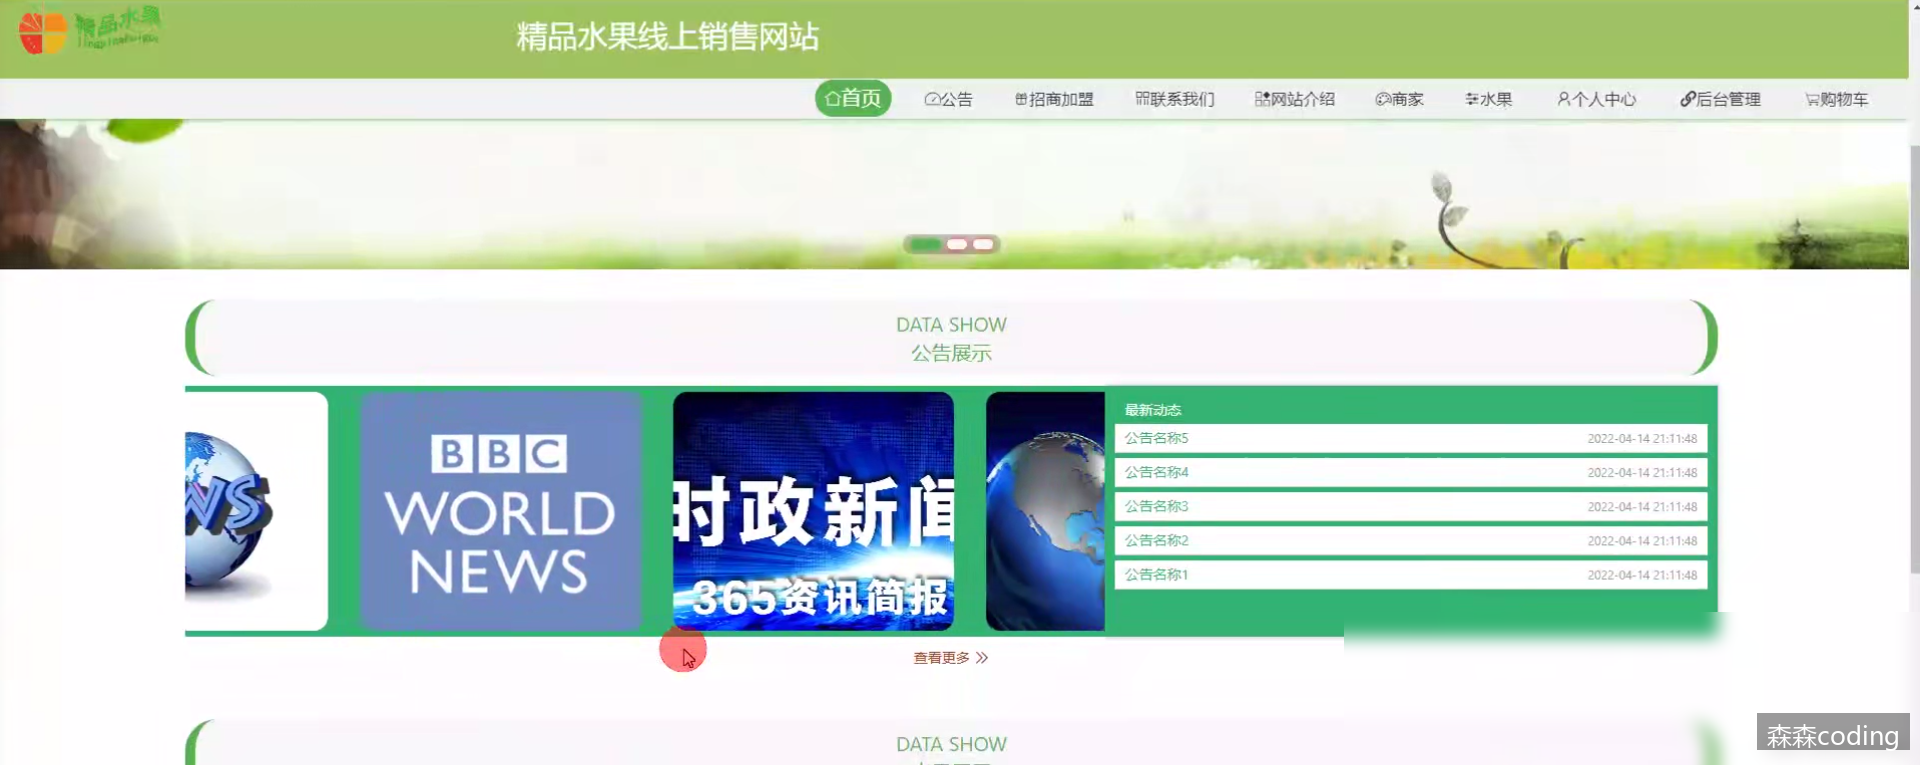 精品水果
精品水果线上销售网站
首页 公告 招商加盟 联系我们 网站介绍 商家 水果 个人中心 后台管理 购物车
DATA SHOW
公告展示
WS
BBC
WORLD
NEWS
时政新闻
365资讯简报
最新动态
公告名称5 2022-04-14 21:11:48
公告名称4 2022-04-14 21:11:48
公告名称3 2022-04-14 21:11:48
公告名称2 2022-04-14 21:11:48
公告名称1 2022-04-14 21:11:48
查看更多
DATA SHOW
森森coding